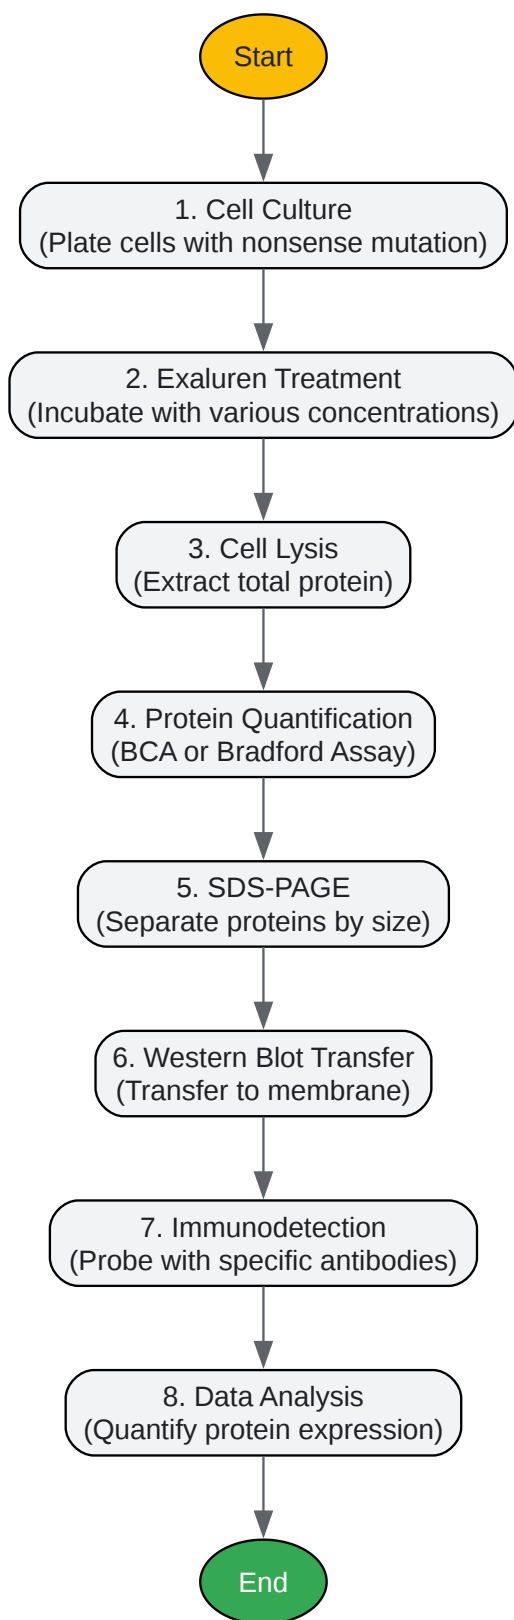 Start
1. Cell Culture
(Plate cells with nonsense mutation)
2. Exaluren Treatment
(Incubate with various concentrations)
3. Cell Lysis
(Extract total protein)
4. Protein Quantification
(BCA or Bradford Assay)
5. SDS-PAGE
(Separate proteins by size)
6. Western Blot Transfer
(Transfer to membrane)
7. Immunodetection
(Probe with specific antibodies)
8. Data Analysis
(Quantify protein expression)
End